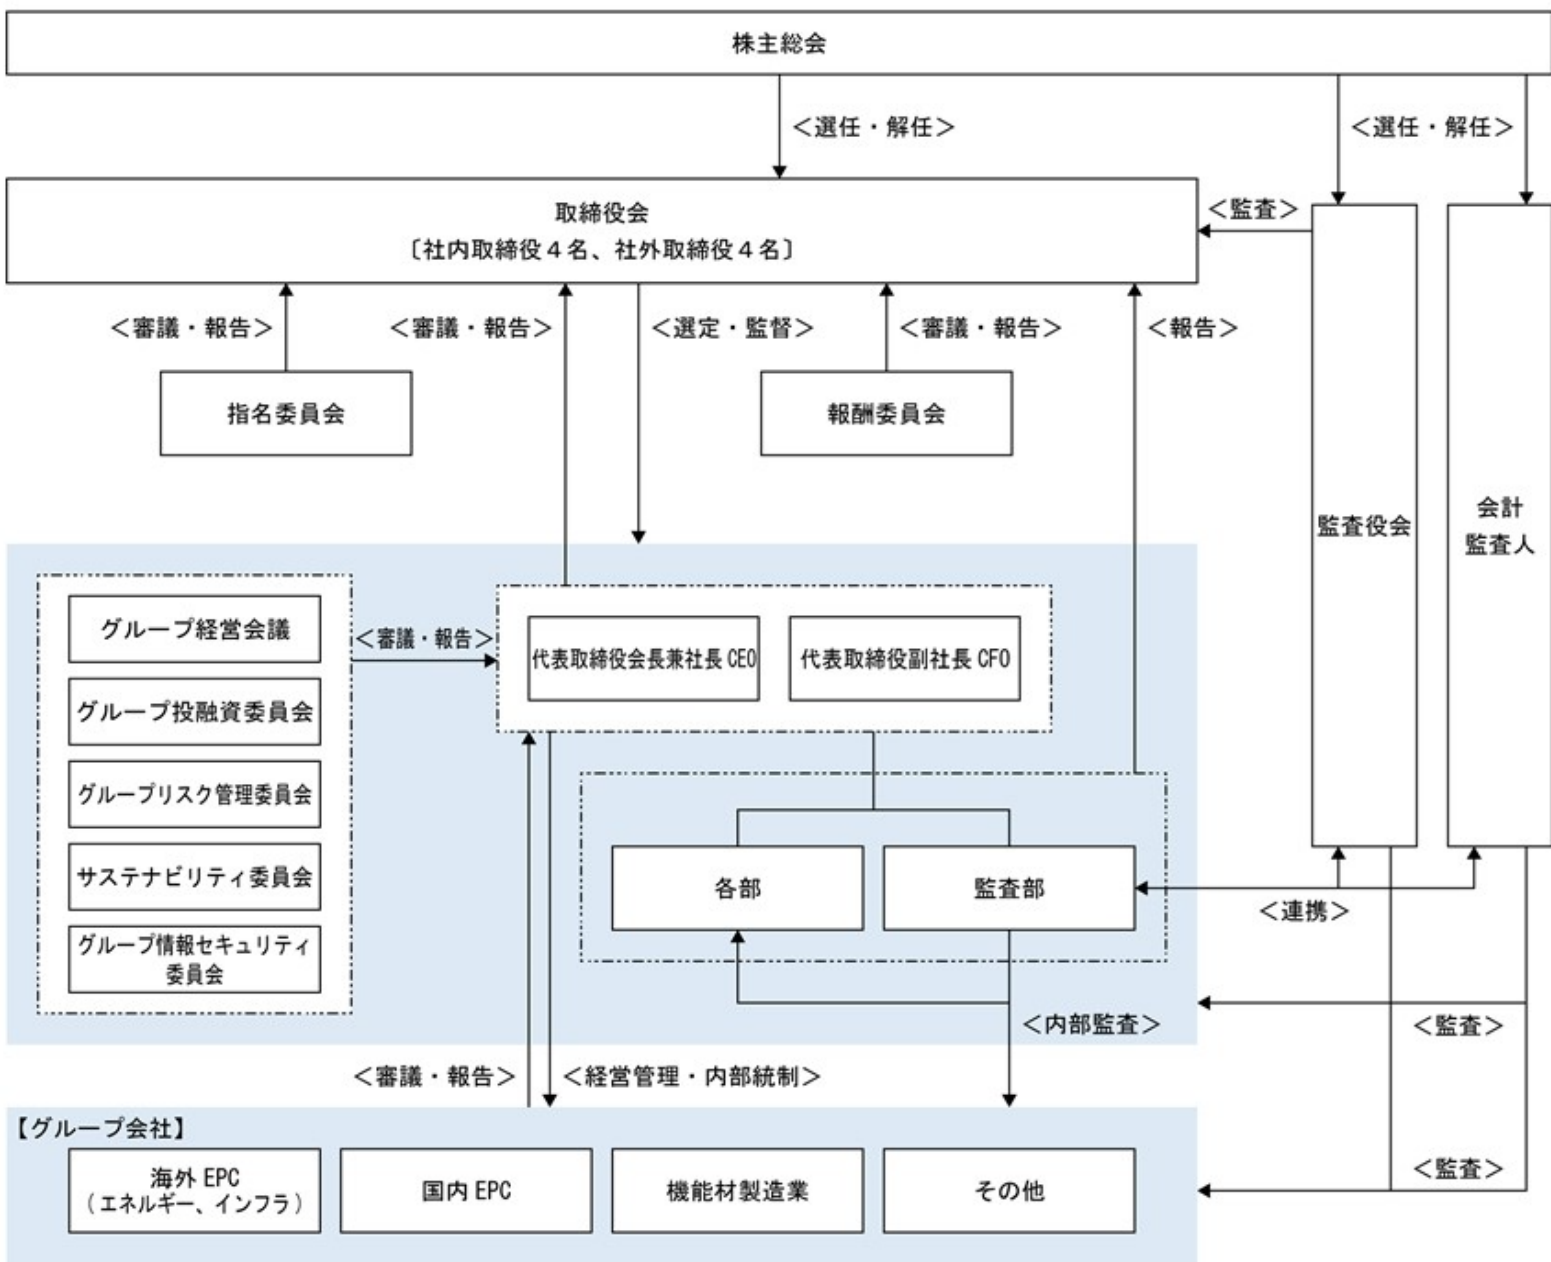 株主総会
＜選任・解任＞
＜選任・解任＞
取締役会
〔社内取締役４名、社外取締役４名〕
＜監査＞
＜審議・報告＞
＜審議・報告＞
＜選定・監督＞
＜審議・報告＞
＜報告＞
指名委員会
報酬委員会
監査役会
会計
監査人
グループ経営会議
グループ投融資委員会
グループリスク管理委員会
サステナビリティ委員会
グループ情報セキュリティ
委員会
＜審議・報告＞
代表取締役会長兼社長 CEO
代表取締役副社長 CFO
各部
監査部
＜連携＞
＜内部監査＞
＜監査＞
＜審議・報告＞
＜経営管理・内部統制＞
【グループ会社】
海外 EPC
（エネルギー、インフラ）
国内 EPC
機能材製造業
その他
＜監査＞